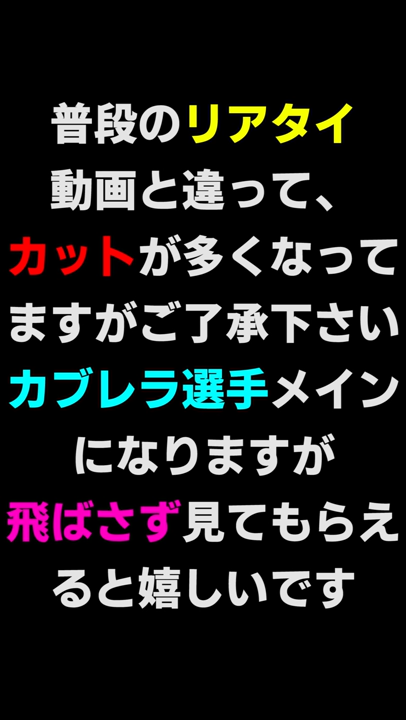 普段のリアタイ
動画と違って、
カットが多くなって
ますがご了承下さい
カブレラ選手メイン
になりますが
飛ばさず見てもらえ
ると嬉しいです